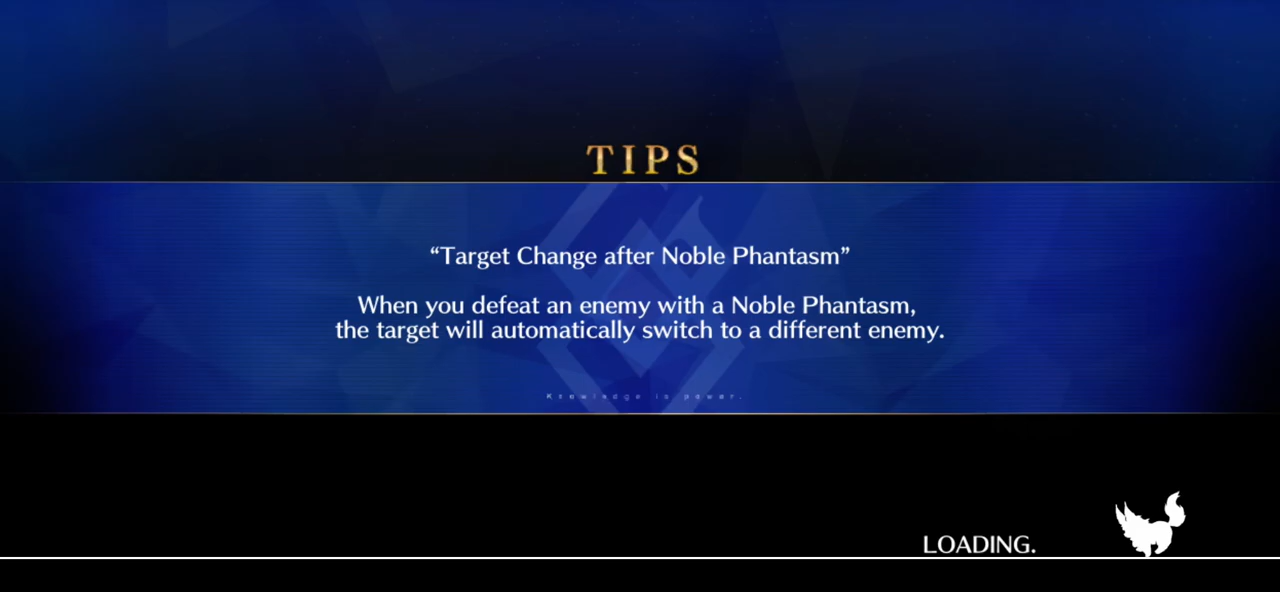 TIPS
“Target Change after Noble Phantasm”
When you defeat an enemy with a Noble Phantasm,
the target will automatically switch to a different enemy.
Knowledge is power.
LOADING.